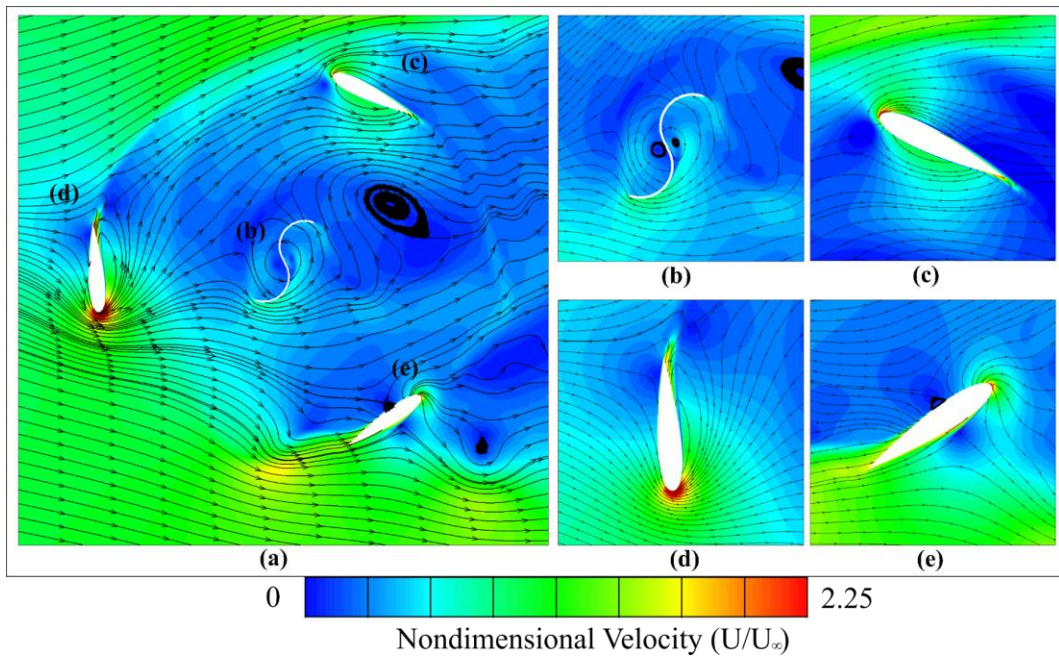 (c)
(d)
(b)
(e)
(a)
(b)
(c)
(d)
(e)
0
2.25
Nondimensional Velocity (U/U∞)